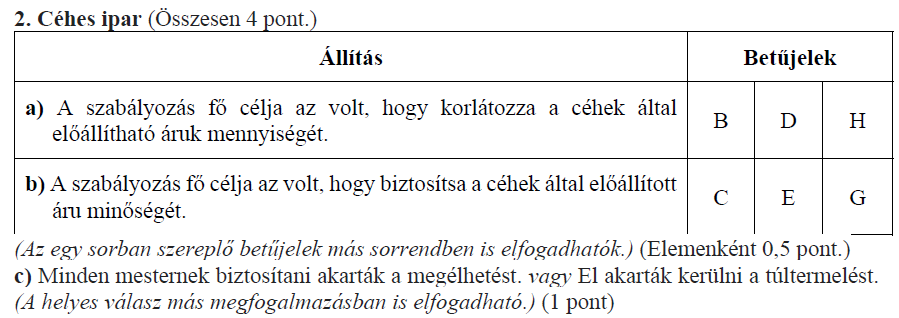 2. Céhes ipar (Összesen 4 pont.)
Állítás Betűjelek
a) A szabályozás fő célja az volt, hogy korlátozza a céhek által
előállítható áruk mennyiségét.
B D H
b) A szabályozás fő célja az volt, hogy biztosítsa a céhek által előállított
áru minőségét.
C E G
(Az egy sorban szereplő betűjelek más sorrendben is elfogadhatók.) (Elemenként 0,5 pont.)
c) Minden mesternek biztosítani akarták a megélhetést. vagy El akarták kerülni a túltermelést.
(A helyes válasz más megfogalmazásban is elfogadható.) (1 pont)